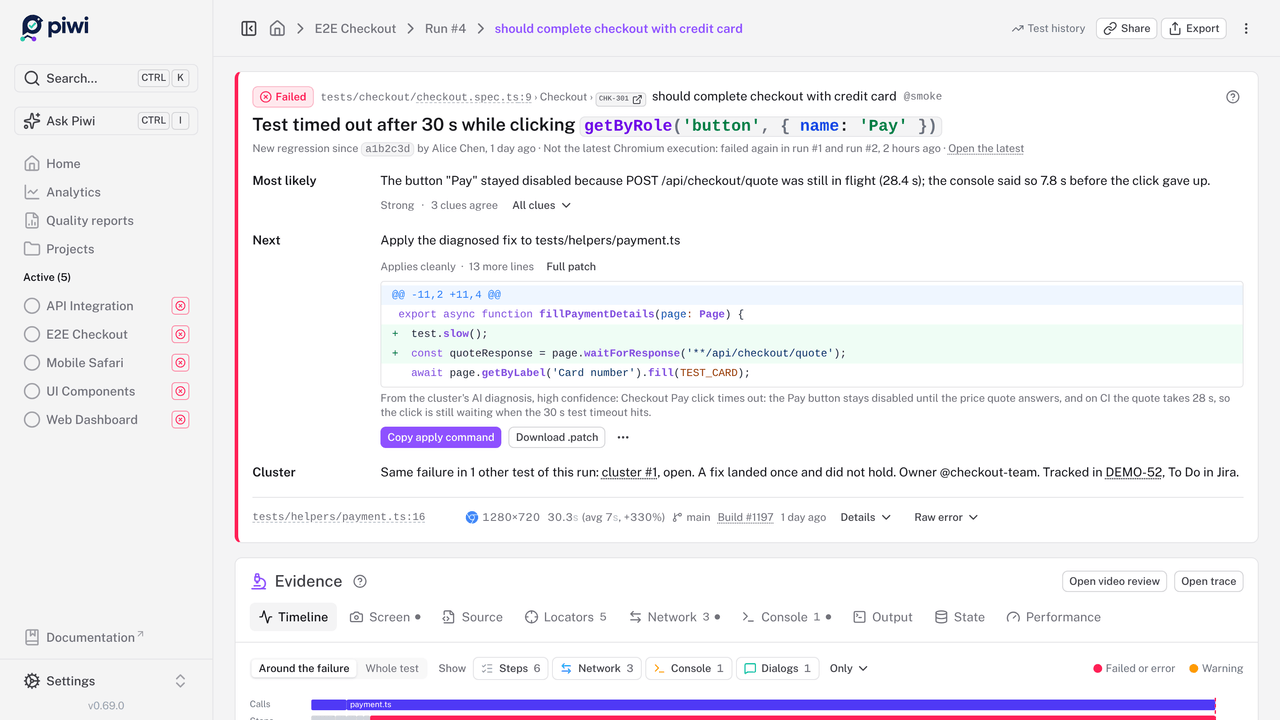 piwi
Search... CTRL K
Ask Piwi CTRL I
Home
Analytics
Quality reports
Projects
Active (5)
API Integration
E2E Checkout
Mobile Safari
UI Components
Web Dashboard
Documentation ↗
Settings
v0.69.0
E2E Checkout
Run #4
should complete checkout with credit card
Test history
Share
Export
Failed tests/checkout/checkout.spec.ts:9 › Checkout › CHK-301 should complete checkout with credit card @smoke
Test timed out after 30 s while clicking getByRole('button', { name: 'Pay' })
New regression since a1b2c3d by Alice Chen, 1 day ago · Not the latest Chromium execution: failed again in run #1 and run #2, 2 hours ago · Open the latest
Most likely
The button "Pay" stayed disabled because POST /api/checkout/quote was still in flight (28.4 s); the console said so 7.8 s before the click gave up.
Strong · 3 clues agree All clues
Next
Apply the diagnosed fix to tests/helpers/payment.ts
Applies cleanly · 13 more lines Full patch
@@ -11,2 +11,4 @@
export async function fillPaymentDetails(page: Page) {
+ test.slow();
+ const quoteResponse = page.waitForResponse('**/api/checkout/quote');
await page.getByLabel('Card number').fill(TEST_CARD);
From the cluster's AI diagnosis, high confidence: Checkout Pay click times out: the Pay button stays disabled until the price quote answers, and on CI the quote takes 28 s, so
the click is still waiting when the 30 s test timeout hits.
Copy apply command
Download .patch
Cluster
Same failure in 1 other test of this run: cluster #1, open. A fix landed once and did not hold. Owner @checkout-team. Tracked in DEMO-52, To Do in Jira.
tests/helpers/payment.ts:16
1280×720 30.3s (avg 7s, +330%) main Build #1197 1 day ago Details Raw error
Evidence
Open video review
Open trace
Timeline
Screen
Source
Locators 5
Network 3
Console 1
Output
State
Performance
Around the failure
Whole test
Show
Steps 6
Network 3
Console 1
Dialogs 1
Only
Failed or error
Warning
Calls
payment.ts